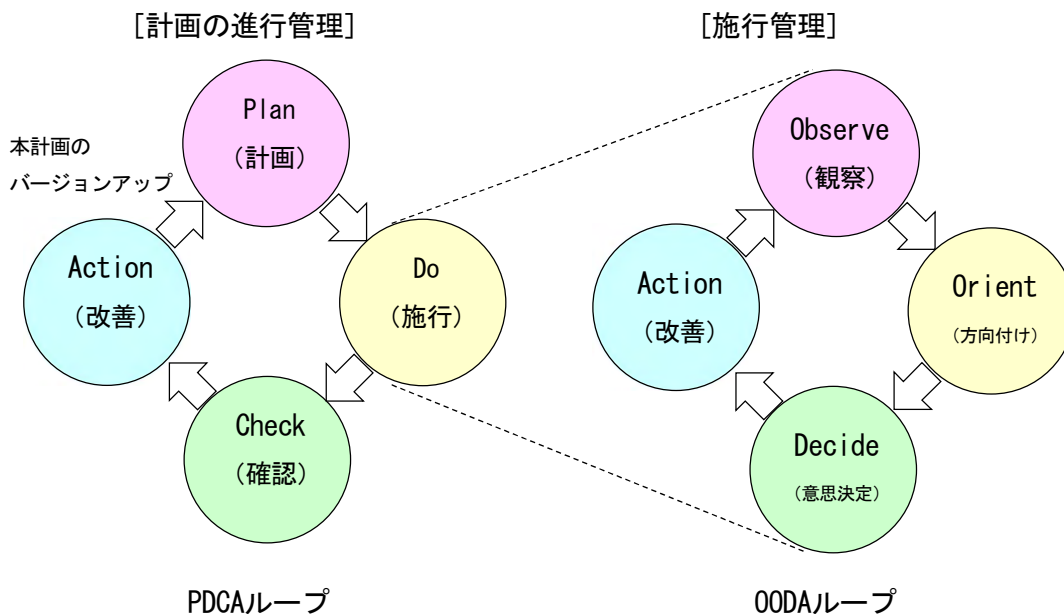 [計画の進行管理]
Plan
(計画)
本計画の
バージョンアップ
Action
(改善)
Do
(施行)
Check
(確認)
PDCAループ
[施行管理]
Observe
(観察)
Action
(改善)
Orient
(方向付け)
Decide
(意思決定)
OODAループ